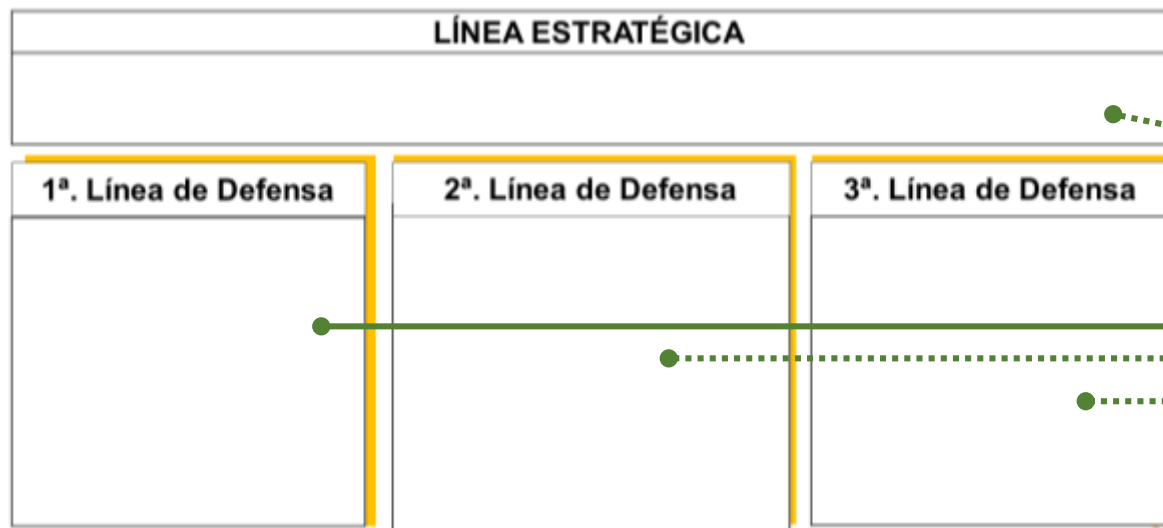 LÍNEA ESTRATÉGICA
1ª. Línea de Defensa
2ª. Línea de Defensa
3ª. Línea de Defensa